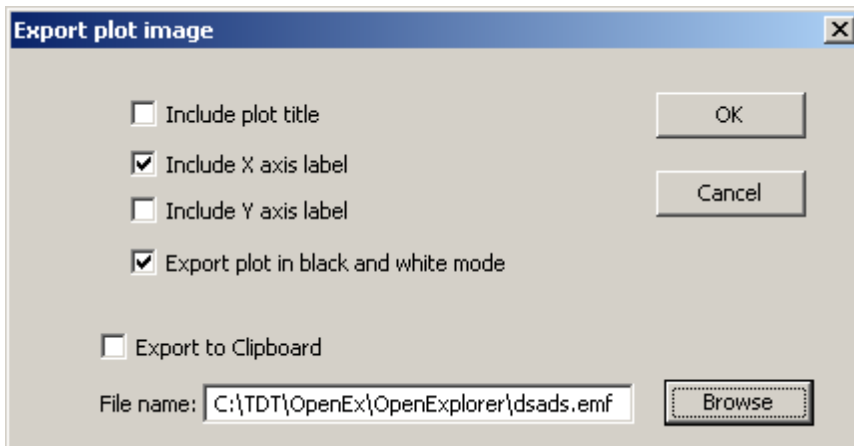 Export plot image
Include plot title
OK
Include X axis label
Cancel
Include Y axis label
Export plot in black and white mode
Export to Clipboard
File name: C:\TDT\OpenEx\OpenExplorer\dsads.emf Browse